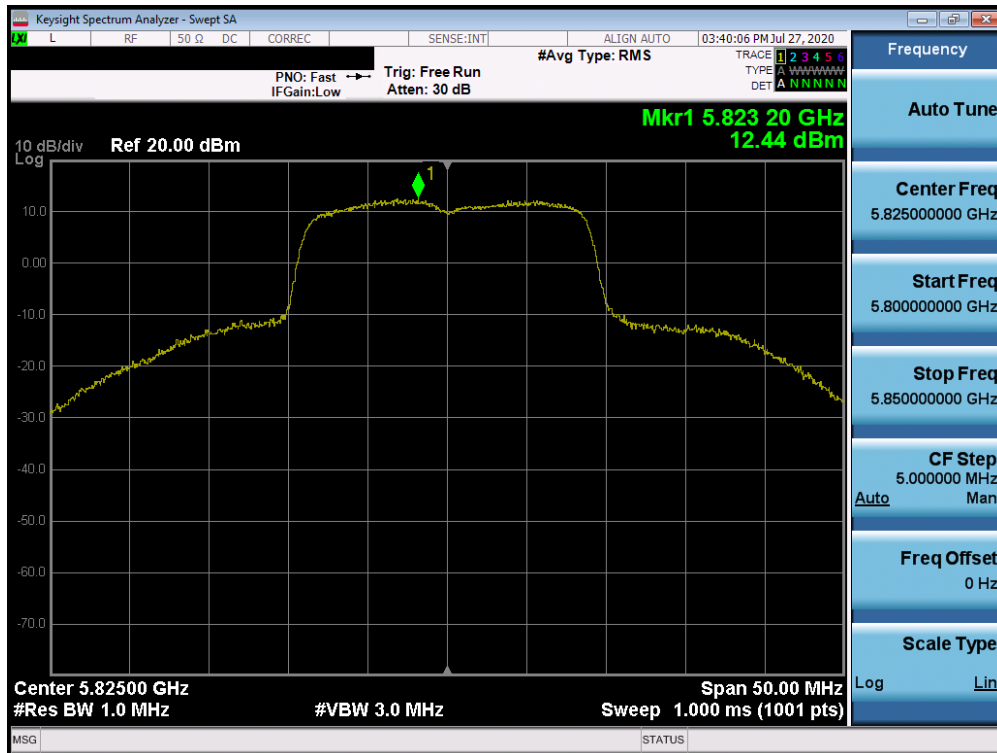 Keysight Spectrum Analyzer - Swept SA
LXI L RF 50 Ω DC CORREC SENSE:INT ALIGN AUTO 03:40:06 PM Jul 27, 2020
Frequency
#Avg Type: RMS
TRACE 1 2 3 4 5 6
PNO: Fast Trig: Free Run
TYPE A WWWWW
IFGain:Low Atten: 30 dB
DET A N N N N N
Auto Tune
Mkr1 5.823 20 GHz
10 dB/div Ref 20.00 dBm 12.44 dBm
Log
1
10.0
0.00
-10.0
-20.0
-30.0
-40.0
-50.0
-60.0
-70.0
Center Freq
5.825000000 GHz
Start Freq
5.800000000 GHz
Stop Freq
5.850000000 GHz
CF Step
5.000000 MHz
Auto Man
Freq Offset
0 Hz
Scale Type
Log Lin
Center 5.82500 GHz Span 50.00 MHz
#Res BW 1.0 MHz #VBW 3.0 MHz Sweep 1.000 ms (1001 pts)
MSG STATUS